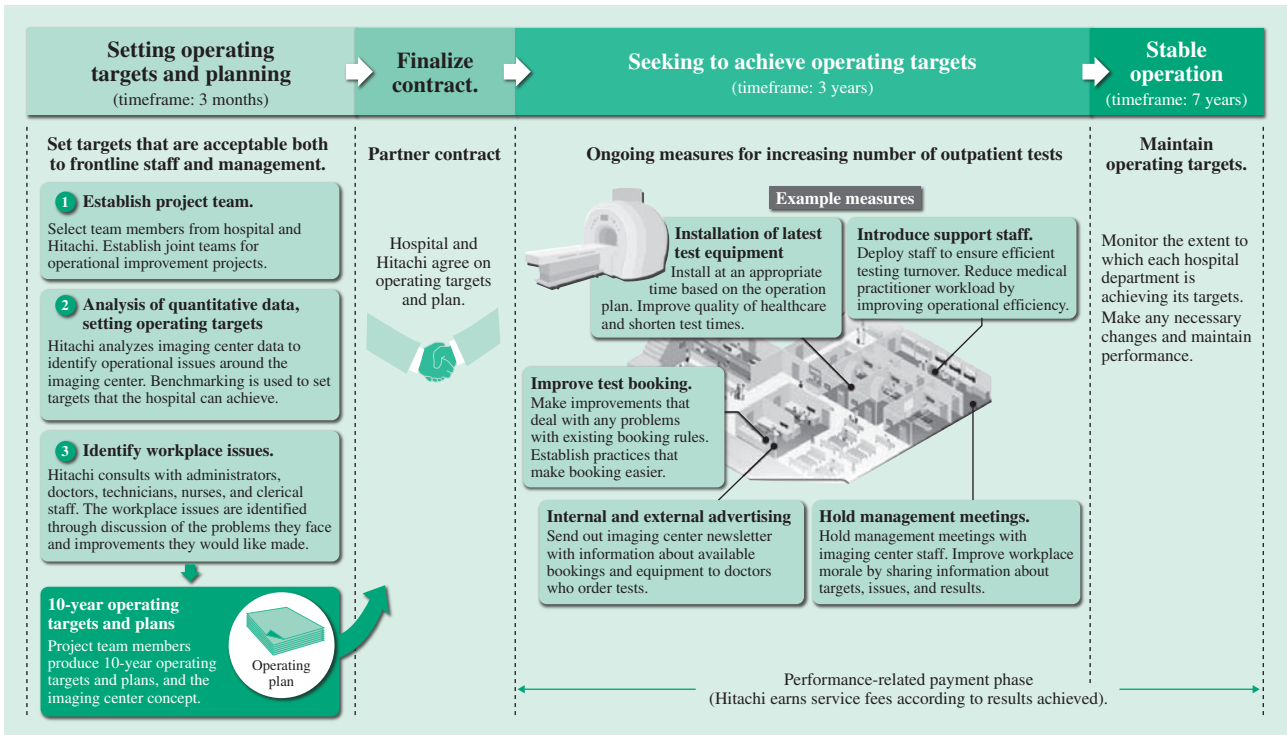 Setting operating
targets and planning
(timeframe: 3 months)
Finalize
contract.
Seeking to achieve operating targets
(timeframe: 3 years)
Stable
operation
(timeframe: 7 years)
Set targets that are acceptable both
to frontline staff and management.
1 Establish project team.
Select team members from hospital and
Hitachi. Establish joint teams for
operational improvement projects.
2 Analysis of quantitative data,
setting operating targets
Hitachi analyzes imaging center data to
identify operational issues around the
imaging center. Benchmarking is used to set
targets that the hospital can achieve.
3 Identify workplace issues.
Hitachi consults with administrators,
doctors, technicians, nurses, and clerical
staff. The workplace issues are identified
through discussion of the problems they face
and improvements they would like made.
10-year operating
targets and plans
Project team members
produce 10-year operating
targets and plans, and the
imaging center concept.
Operating
plan
Partner contract
Hospital and
Hitachi agree on
operating targets
and plan.
Ongoing measures for increasing number of outpatient tests
Example measures
Installation of latest
test equipment
Install at an appropriate
time based on the operation
plan. Improve quality of healthcare
and shorten test times.
Introduce support staff.
Deploy staff to ensure efficient
testing turnover. Reduce medical
practitioner workload by
improving operational efficiency.
Improve test booking.
Make improvements that
deal with any problems
with existing booking rules.
Establish practices that
make booking easier.
Internal and external advertising
Send out imaging center newsletter
with information about available
bookings and equipment to doctors
who order tests.
Hold management meetings.
Hold management meetings with
imaging center staff. Improve workplace
morale by sharing information about
targets, issues, and results.
Maintain
operating targets.
Monitor the extent to
which each hospital
department is
achieving its targets.
Make any necessary
changes and maintain
performance.
Performance-related payment phase
(Hitachi earns service fees according to results achieved).